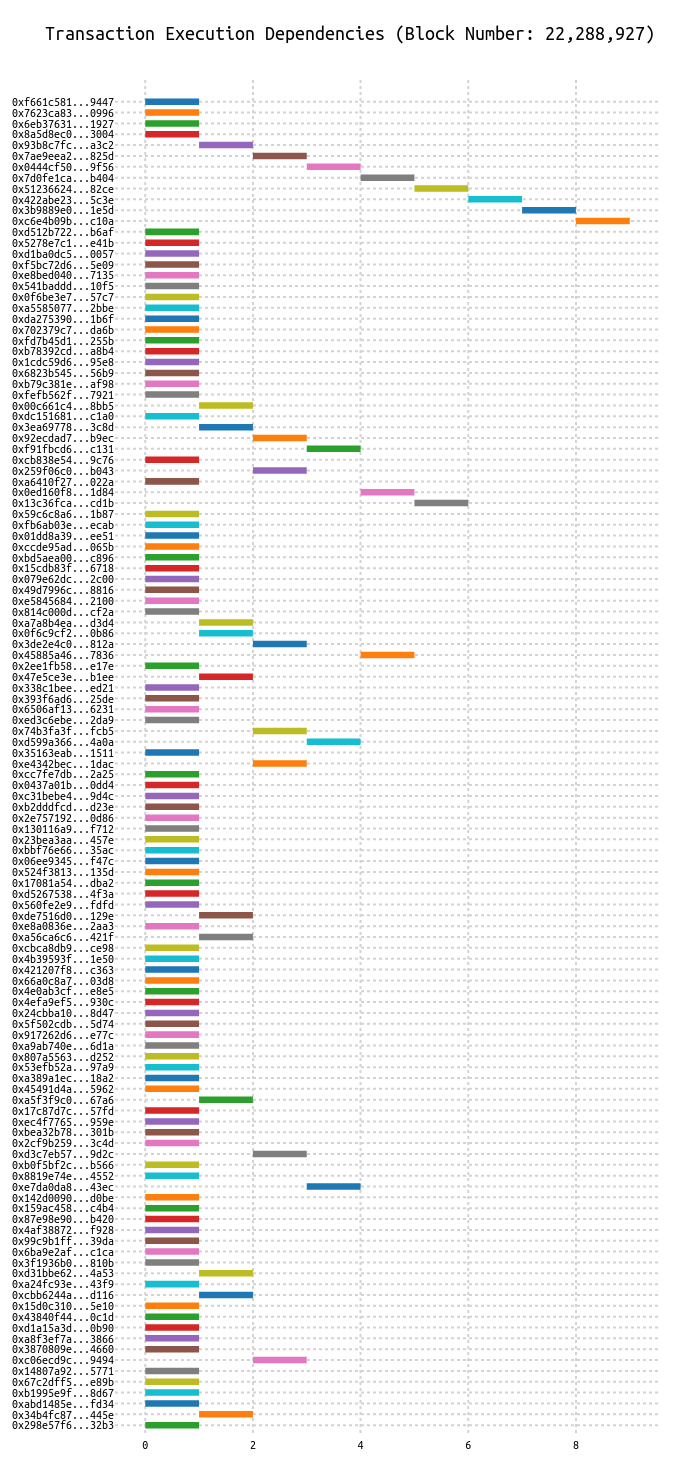 Transaction Execution Dependencies (Block Number: 22,288,927)
0xf661c581...9447
0x7623ca83...0996
0x6eb37631...1927
0x8a5d8ec0...3004
0x93b8c7fc...a3c2
0x7ae9eea2...825d
0x0444cf50...9f56
0x7d0fe1ca...b404
0x51236624...82ce
0x422abe23...5c3e
0x3b9889e0...1e5d
0xc6e4b09b...c10a
0xd512b722...b6af
0x5278e7c1...e41b
0xd1ba0dc5...0057
0xf5bc72d6...5e09
0xe8bed040...7135
0x541baddd...10f5
0x0f6be3e7...57c7
0xa5585077...2bbe
0xda275390...1b6f
0x702379c7...da6b
0xfd7b45d1...255b
0xb78392cd...a8b4
0x1cdc59d6...95e8
0x6823b545...56b9
0xb79c381e...af98
0xfefb562f...7921
0x00c661c4...8bb5
0xdc151681...c1a0
0x3ea69778...3c8d
0x92ecdad7...b9ec
0xf91fbcd6...c131
0xcb838e54...9c76
0x259f06c0...b043
0xa6410f27...022a
0x0ed160f8...1d84
0x13c36fca...cd1b
0x59c6c8a6...1b87
0xfb6ab03e...ecab
0x01dd8a39...ee51
0xccde95ad...065b
0xbd5aea00...c896
0x15cdb83f...6718
0x079e62dc...2c00
0x49d7996c...8816
0xe5845684...2100
0x814c000d...cf2a
0xa7a8b4ea...d3d4
0x0f6c9cf2...0b86
0x3de2e4c0...812a
0x45885a46...7836
0x2ee1fb58...e17e
0x47e5ce3e...b1ee
0x338c1bee...ed21
0x393f6ad6...25de
0x6506af13...6231
0xed3c6ebe...2da9
0x74b3fa3f...fcb5
0xd599a366...4a0a
0x35163eab...1511
0xe4342bec...1dac
0xcc7fe7db...2a25
0x0437a01b...0dd4
0xc31bebe4...9d4c
0xb2dddfcd...d23e
0x2e757192...0d86
0x130116a9...f712
0x23bea3aa...457e
0xbbf76e66...35ac
0x06ee9345...f47c
0x524f3813...135d
0x17081a54...dba2
0xd5267538...4f3a
0x560fe2e9...fdfd
0xde7516d0...129e
0xe8a0836e...2aa3
0xa56ca6c6...421f
0xcbca8db9...ce98
0x4b39593f...1e50
0x421207f8...c363
0x66a0c8a7...03d8
0x4e0ab3cf...e8e5
0x4efa9ef5...930c
0x24cbba10...8d47
0x5f502cdb...5d74
0x917262d6...e77c
0xa9ab740e...6d1a
0x807a5563...d252
0x53efb52a...97a9
0xa389a1ec...18a2
0x45491d4a...5962
0xa5f3f9c0...67a6
0x17c87d7c...57fd
0xec4f7765...959e
0xbea32b78...301b
0x2cf9b259...3c4d
0xd3c7eb57...9d2c
0xb0f5bf2c...b566
0x8819e74e...4552
0xe7da0da8...43ec
0x142d0090...d0be
0x159ac458...c4b4
0x87e98e90...b420
0x4af38872...f928
0x99c9b1ff...39da
0x6ba9e2af...c1ca
0x3f1936b0...810b
0xd31bbe62...4a53
0xa24fc93e...43f9
0xcbb6244a...d116
0x15d0c310...5e10
0x43840f44...0c1d
0xd1a15a3d...0b90
0xa8f3ef7a...3866
0x3870809e...4660
0xc06ecd9c...9494
0x14807a92...5771
0x67c2dff5...e89b
0xb1995e9f...8d67
0xabd1485e...fd34
0x34b4fc87...445e
0x298e57f6...32b3
0 2 4 6 8